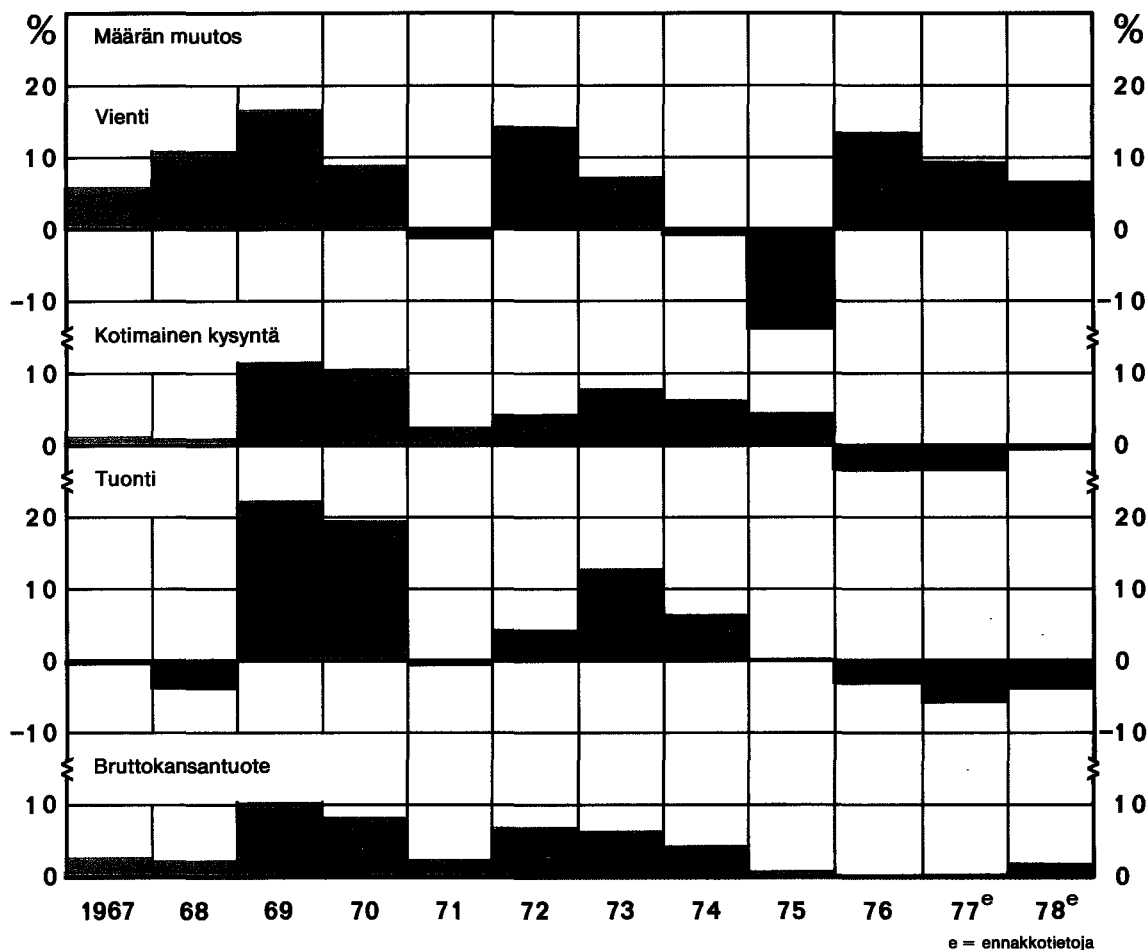 % Määrän muutos %
20 20
Vienti
10 10
0 0
-10 -10
Kotimainen kysyntä
10 10
0 0
Tuonti
20 20
10 10
0 0
-10 -10
Bruttokansantuote
10 10
0 0
1967 68 69 70 71 72 73 74 75 76 77e 78e
e = ennakkotietoja